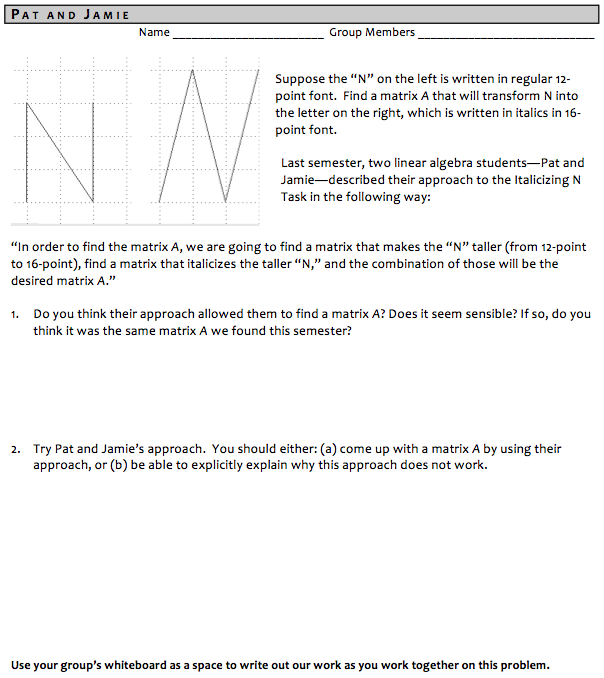 PAT AND JAMIE
Name ________________________ Group Members ____________________________
Suppose the “N” on the left is written in regular 12-
point font. Find a matrix A that will transform N into
the letter on the right, which is written in italics in 16-
point font.
Last semester, two linear algebra students—Pat and
Jamie—described their approach to the Italicizing N
Task in the following way:
“In order to find the matrix A, we are going to find a matrix that makes the “N” taller (from 12-point
to 16-point), find a matrix that italicizes the taller “N,” and the combination of those will be the
desired matrix A.”
1. Do you think their approach allowed them to find a matrix A? Does it seem sensible? If so, do you
think it was the same matrix A we found this semester?
2. Try Pat and Jamie’s approach. You should either: (a) come up with a matrix A by using their
approach, or (b) be able to explicitly explain why this approach does not work.
Use your group’s whiteboard as a space to write out our work as you work together on this problem.